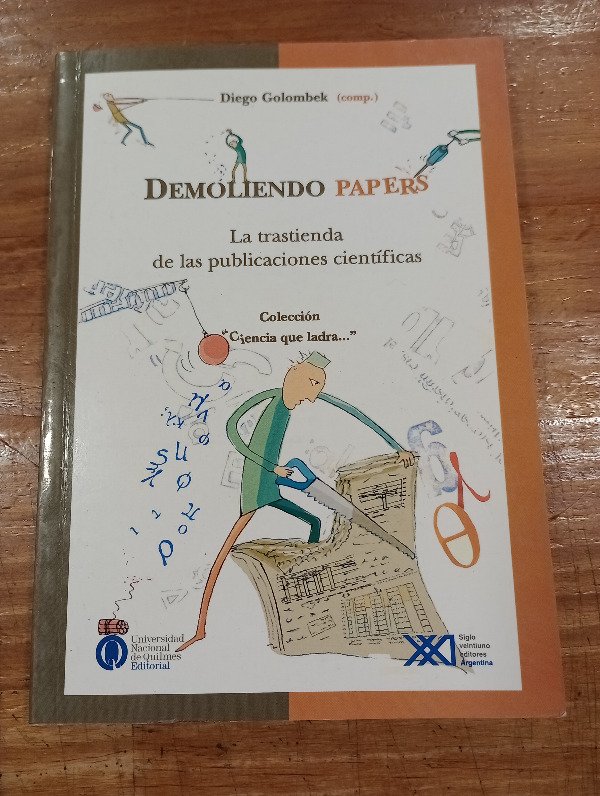 Diego Golombek (comp.)
DEMOLIENDO PAPERS
La trastienda
de las publicaciones científicas
Colección
"Ciencia que ladra..."
Universidad
Nacional
de Quilmes
Editorial
Siglo
veintiuno
editores
Argentina